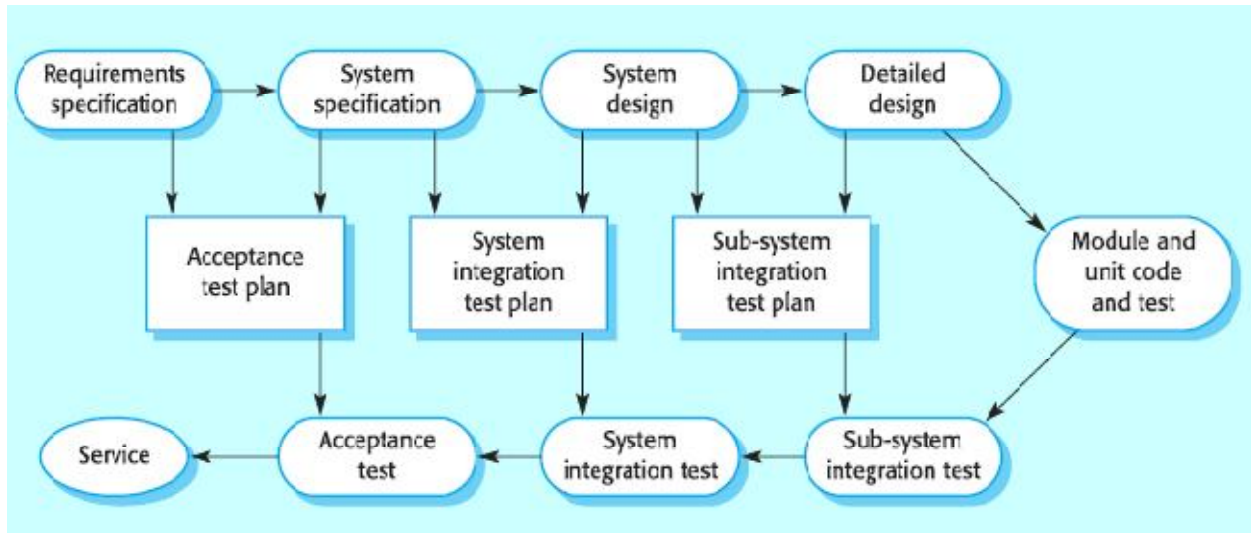 Requirements
specification
System
specification
System
design
Detailed
design
Acceptance
test plan
System
integration
test plan
Sub-system
integration
test plan
Module and
unit code
and test
Service
Acceptance
test
System
integration test
Sub-system
integration test